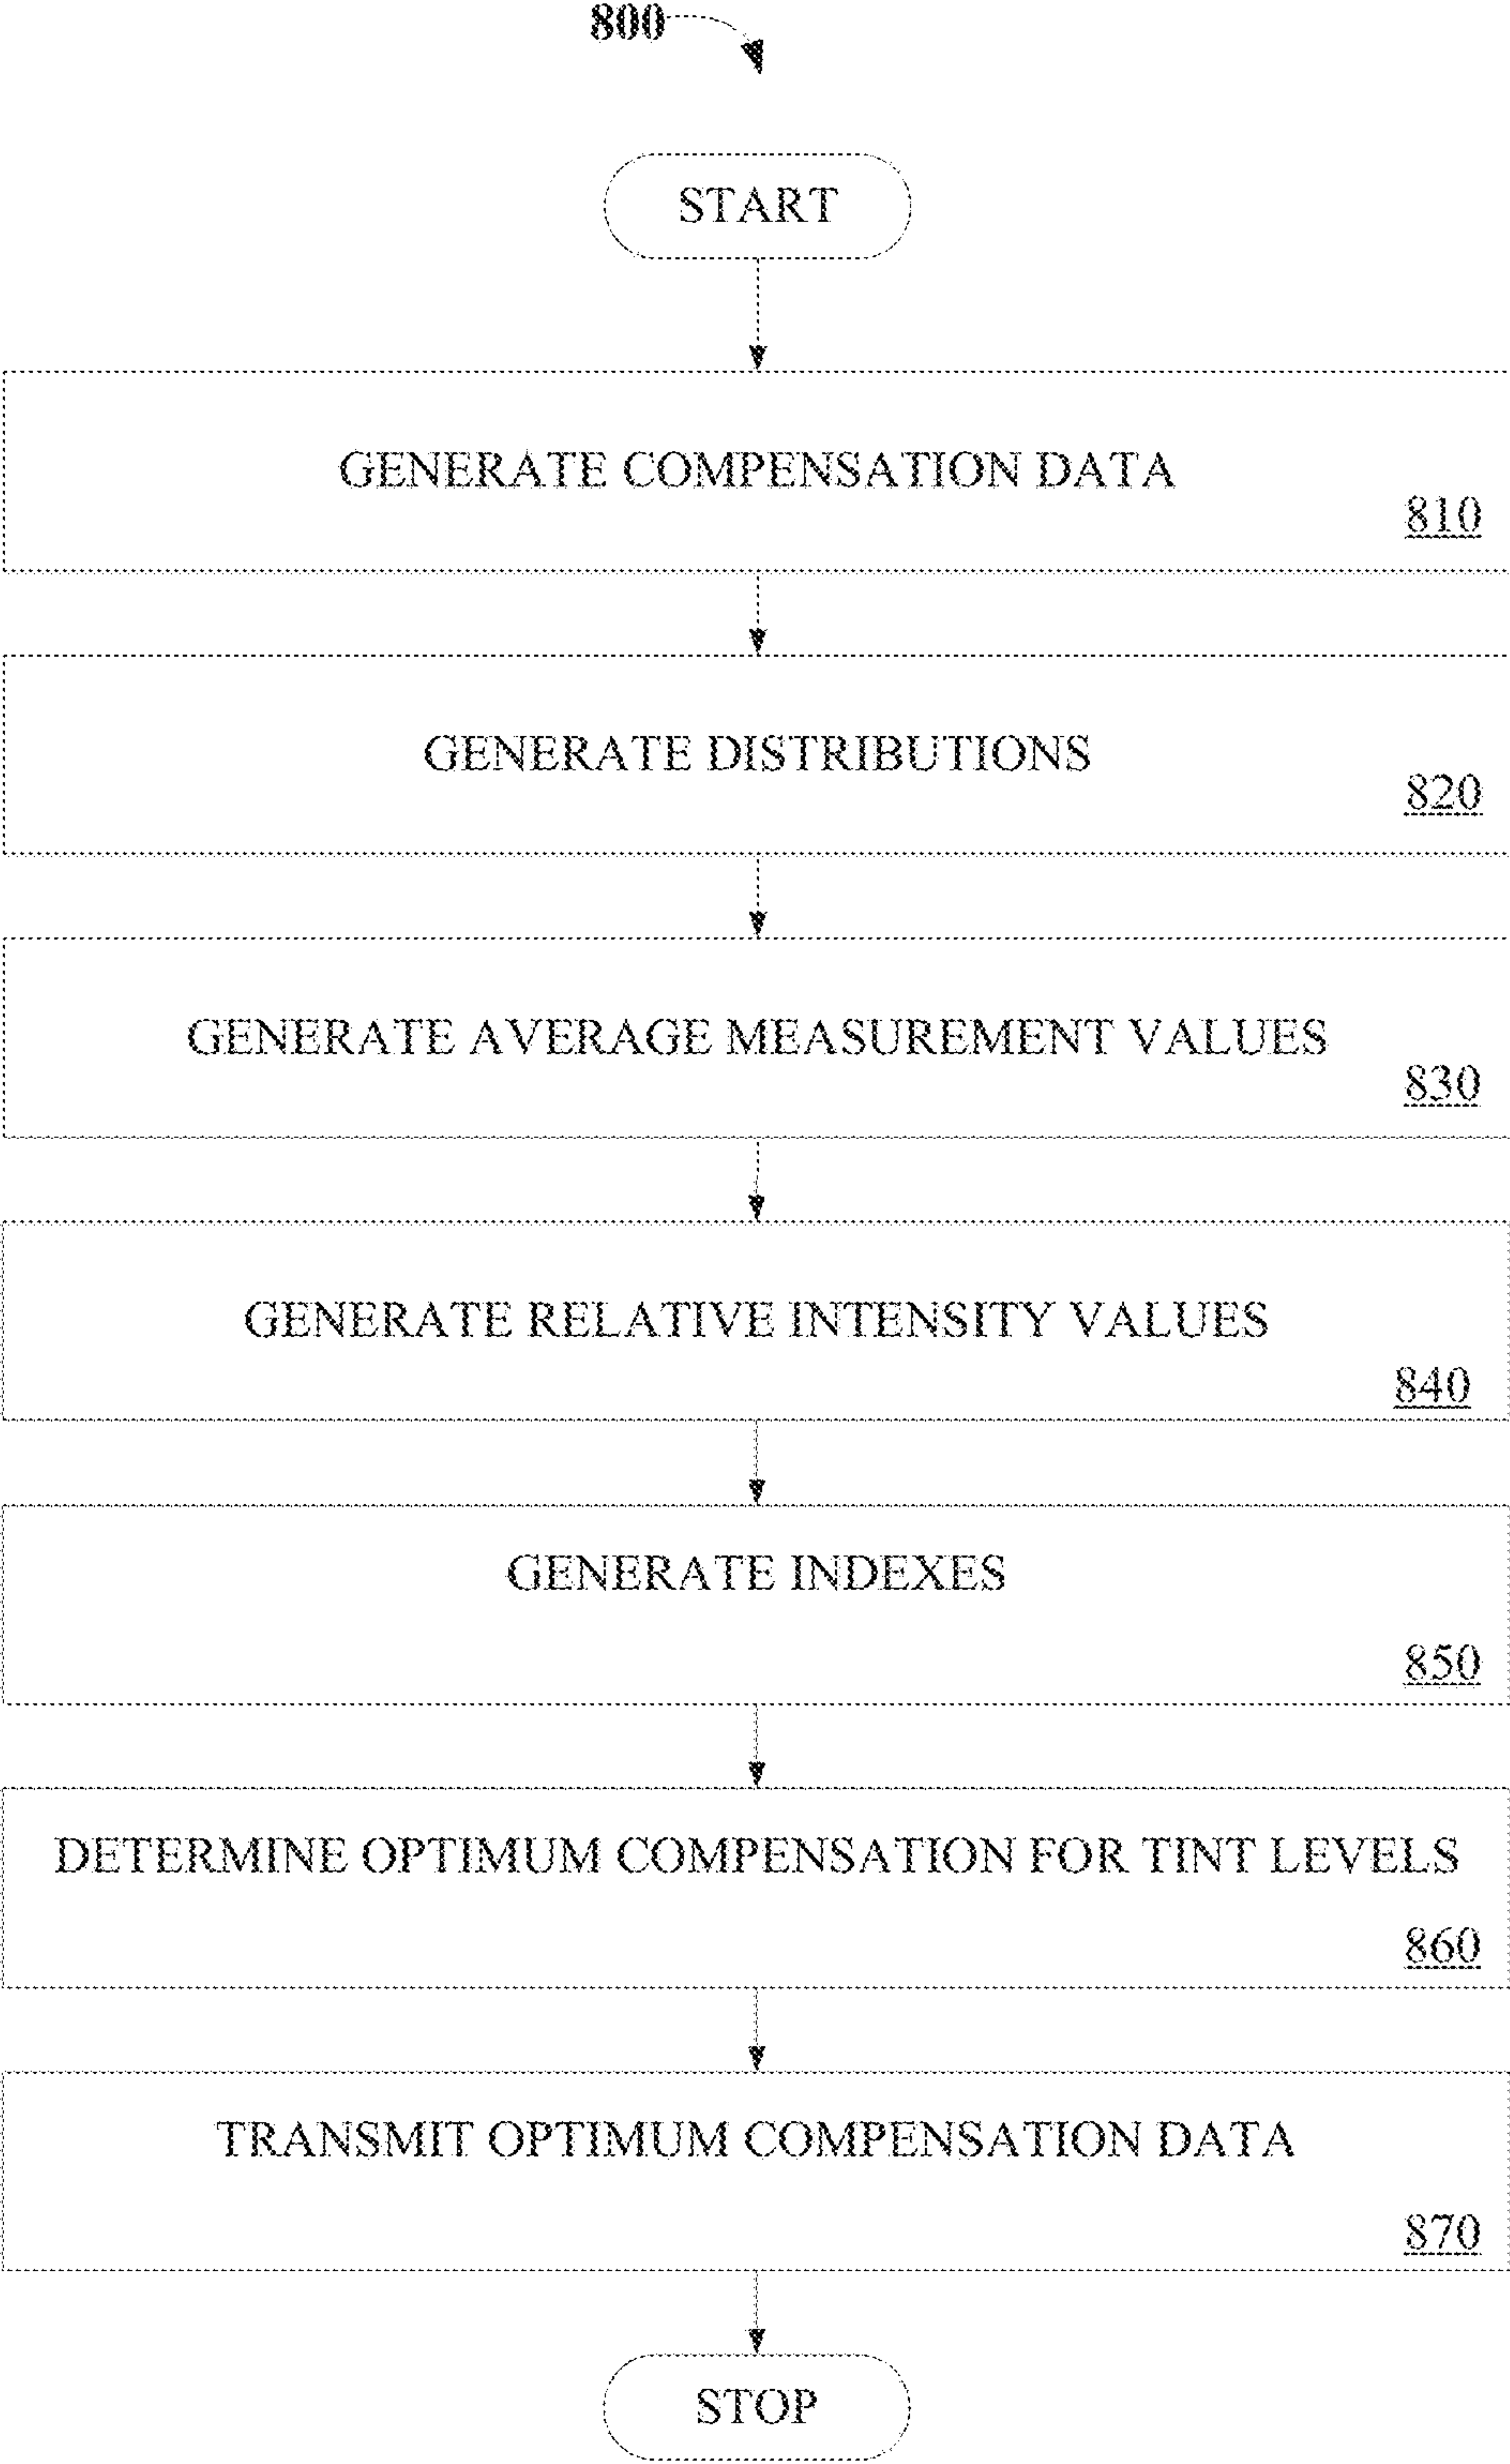 800
START
GENERATE COMPENSATION DATA
810
GENERATE DISTRIBUTIONS
820
GENERATE AVERAGE MEASUREMENT VALUES
830
GENERATE RELATIVE INTENSITY VALUES
840
GENERATE INDEXES
850
DETERMINE OPTIMUM COMPENSATION FOR TINT LEVELS
860
TRANSMIT OPTIMUM COMPENSATION DATA
870
STOP